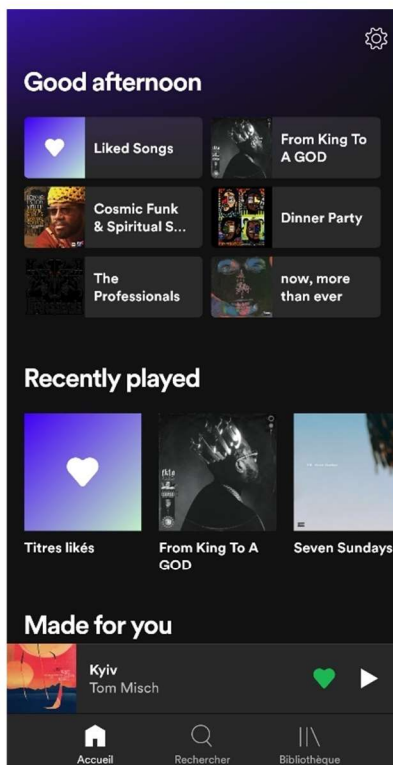 Good afternoon
Liked Songs
From King To
A GOD
Cosmic Funk
& Spiritual S...
Dinner Party
The
Professionals
now, more
than ever
Recently played
Titres likés
From King To A
GOD
Seven Sundays
Made for you
Kyiv
Tom Misch
Accueil
Rechercher
Bibliothèque